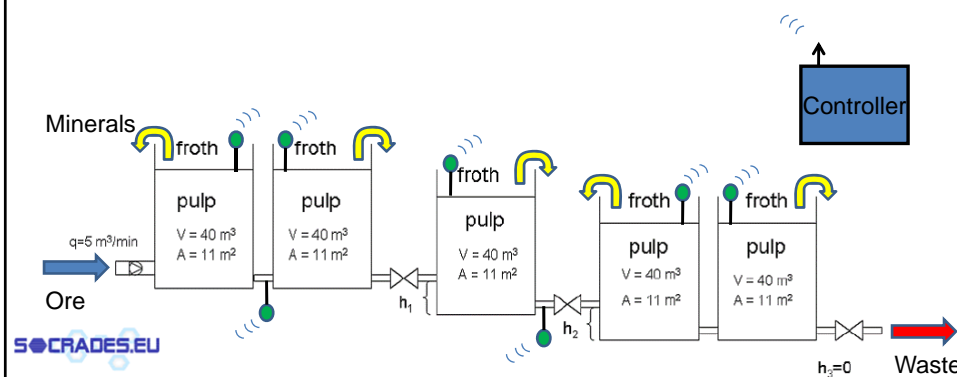 Controller
Minerals
froth
froth
froth
froth
froth
pulp
V = 40 m³
A = 11 m²
pulp
V = 40 m³
A = 11 m²
pulp
V = 40 m³
A = 11 m²
pulp
V = 40 m³
A = 11 m²
pulp
V = 40 m³
A = 11 m²
q=5 m³/min
Ore
h₁
h₂
h₃=0
Waste
SOCRADES.EU